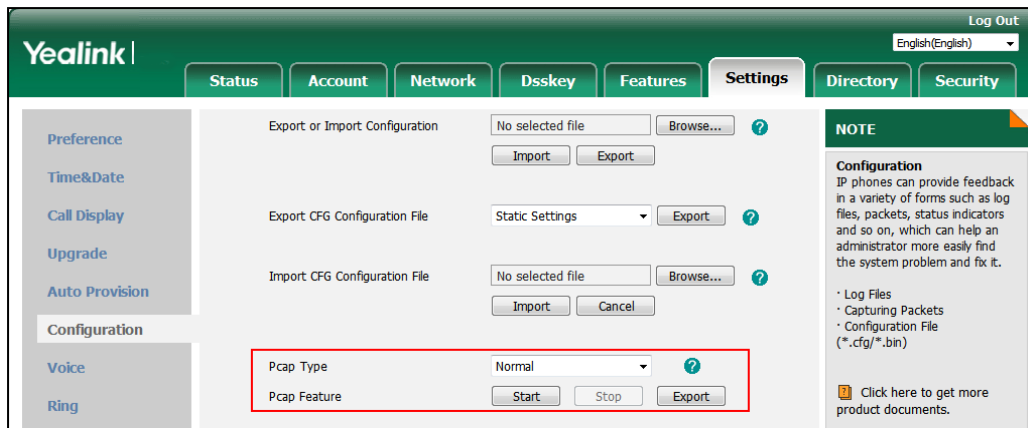 Log Out
Yealink
English(English)
Status Account Network Dsskey Features Settings Directory Security
Preference
Time&Date
Call Display
Upgrade
Auto Provision
Configuration
Voice
Ring
Export or Import Configuration No selected file Browse... ?
Import Export
Export CFG Configuration File Static Settings Export ?
Import CFG Configuration File No selected file Browse... ?
Import Cancel
Pcap Type Normal ?
Pcap Feature Start Stop Export
NOTE
Configuration
IP phones can provide feedback
in a variety of forms such as log
files, packets, status indicators
and so on, which can help an
administrator more easily find
the system problem and fix it.
· Log Files
· Capturing Packets
· Configuration File
(*.cfg/*.bin)
? Click here to get more
product documents.